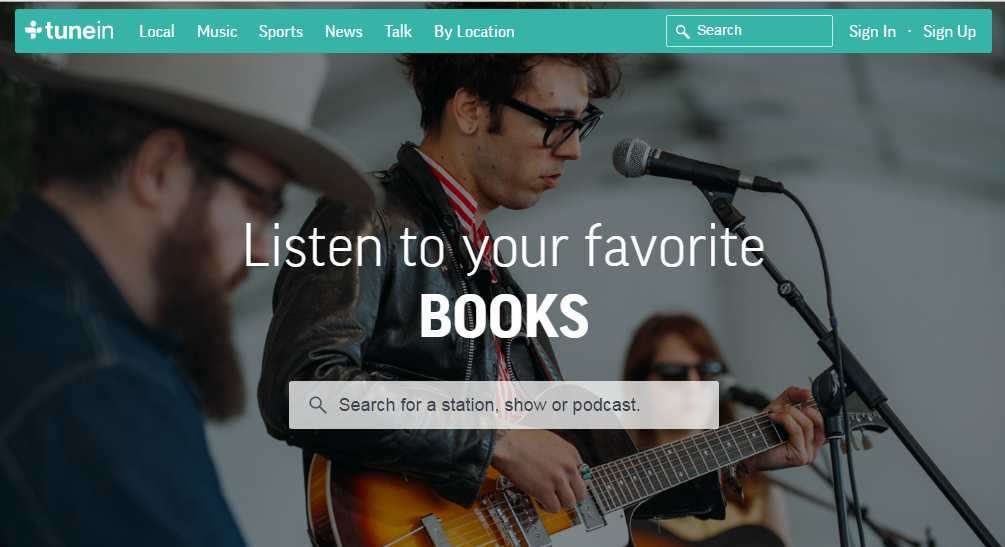 tunein Local Music Sports News Talk By Location Search Sign In · Sign Up
Listen to your favorite
BOOKS
Search for a station, show or podcast.